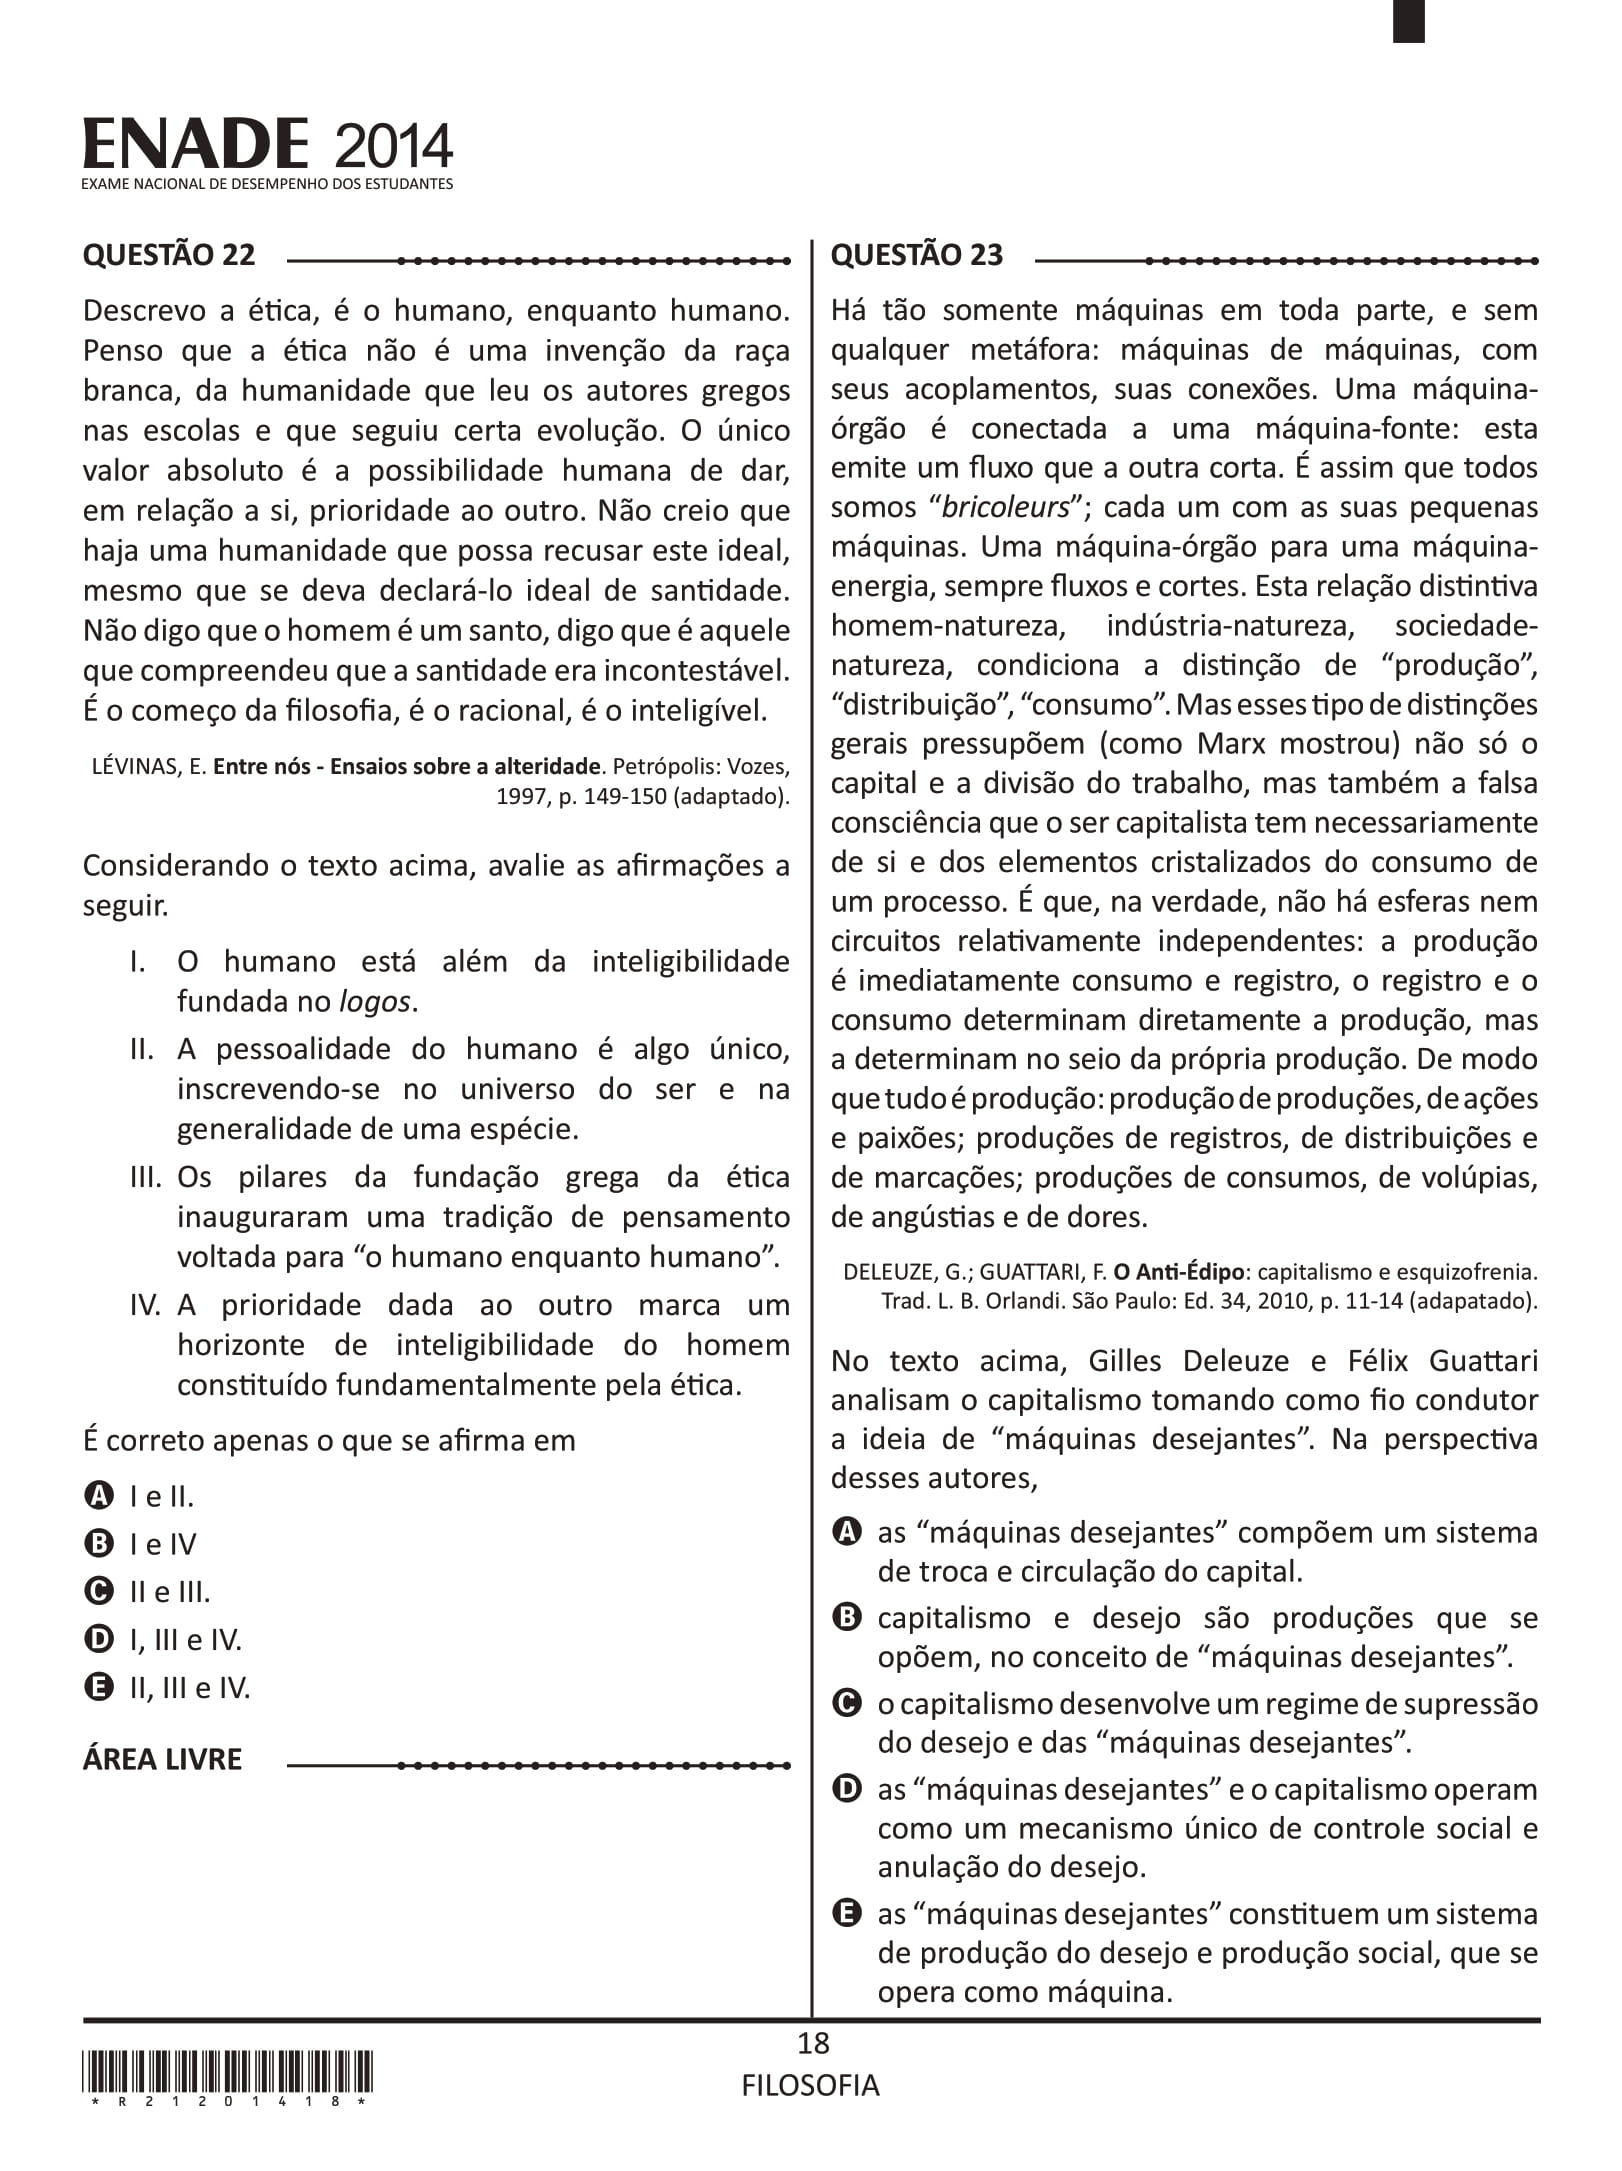 ENADE 2014
EXAME NACIONAL DE DESEMPENHO DOS ESTUDANTES
QUESTÃO 22
Descrevo a ética, é o humano, enquanto humano.
Penso que a ética não é uma invenção da raça
branca, da humanidade que leu os autores gregos
nas escolas e que seguiu certa evolução. O único
valor absoluto é a possibilidade humana de dar,
em relação a si, prioridade ao outro. Não creio que
haja uma humanidade que possa recusar este ideal,
mesmo que se deva declará-lo ideal de santidade.
Não digo que o homem é um santo, digo que é aquele
que compreendeu que a santidade era incontestável.
É o começo da filosofia, é o racional, é o inteligível.
LÉVINAS, E. Entre nós - Ensaios sobre a alteridade. Petrópolis: Vozes,
1997, p. 149-150 (adaptado).
Considerando o texto acima, avalie as afirmações a
seguir.
I. O humano está além da inteligibilidade
fundada no logos.
II. A pessoalidade do humano é algo único,
inscrevendo-se no universo do ser e na
generalidade de uma espécie.
III. Os pilares da fundação grega da ética
inauguraram uma tradição de pensamento
voltada para “o humano enquanto humano”.
IV. A prioridade dada ao outro marca um
horizonte de inteligibilidade do homem
constituído fundamentalmente pela ética.
É correto apenas o que se afirma em
A I e II.
B I e IV
C II e III.
D I, III e IV.
E II, III e IV.
ÁREA LIVRE
QUESTÃO 23
Há tão somente máquinas em toda parte, e sem
qualquer metáfora: máquinas de máquinas, com
seus acoplamentos, suas conexões. Uma máquina-
órgão é conectada a uma máquina-fonte: esta
emite um fluxo que a outra corta. É assim que todos
somos “bricoleurs”; cada um com as suas pequenas
máquinas. Uma máquina-órgão para uma máquina-
energia, sempre fluxos e cortes. Esta relação distintiva
homem-natureza, indústria-natureza, sociedade-
natureza, condiciona a distinção de “produção”,
“distribuição”, “consumo”. Mas esses tipo de distinções
gerais pressupõem (como Marx mostrou) não só o
capital e a divisão do trabalho, mas também a falsa
consciência que o ser capitalista tem necessariamente
de si e dos elementos cristalizados do consumo de
um processo. É que, na verdade, não há esferas nem
circuitos relativamente independentes: a produção
é imediatamente consumo e registro, o registro e o
consumo determinam diretamente a produção, mas
a determinam no seio da própria produção. De modo
que tudo é produção: produção de produções, de ações
e paixões; produções de registros, de distribuições e
de marcações; produções de consumos, de volúpias,
de angústias e de dores.
DELEUZE, G.; GUATTARI, F. O Anti-Édipo: capitalismo e esquizofrenia.
Trad. L. B. Orlandi. São Paulo: Ed. 34, 2010, p. 11-14 (adapatado).
No texto acima, Gilles Deleuze e Félix Guattari
analisam o capitalismo tomando como fio condutor
a ideia de “máquinas desejantes”. Na perspectiva
desses autores,
A as “máquinas desejantes” compõem um sistema
de troca e circulação do capital.
B capitalismo e desejo são produções que se
opõem, no conceito de “máquinas desejantes”.
C o capitalismo desenvolve um regime de supressão
do desejo e das “máquinas desejantes”.
D as “máquinas desejantes” e o capitalismo operam
como um mecanismo único de controle social e
anulação do desejo.
E as “máquinas desejantes” constituem um sistema
de produção do desejo e produção social, que se
opera como máquina.
18
FILOSOFIA
* R 2 1 2 0 1 4 1 8 *